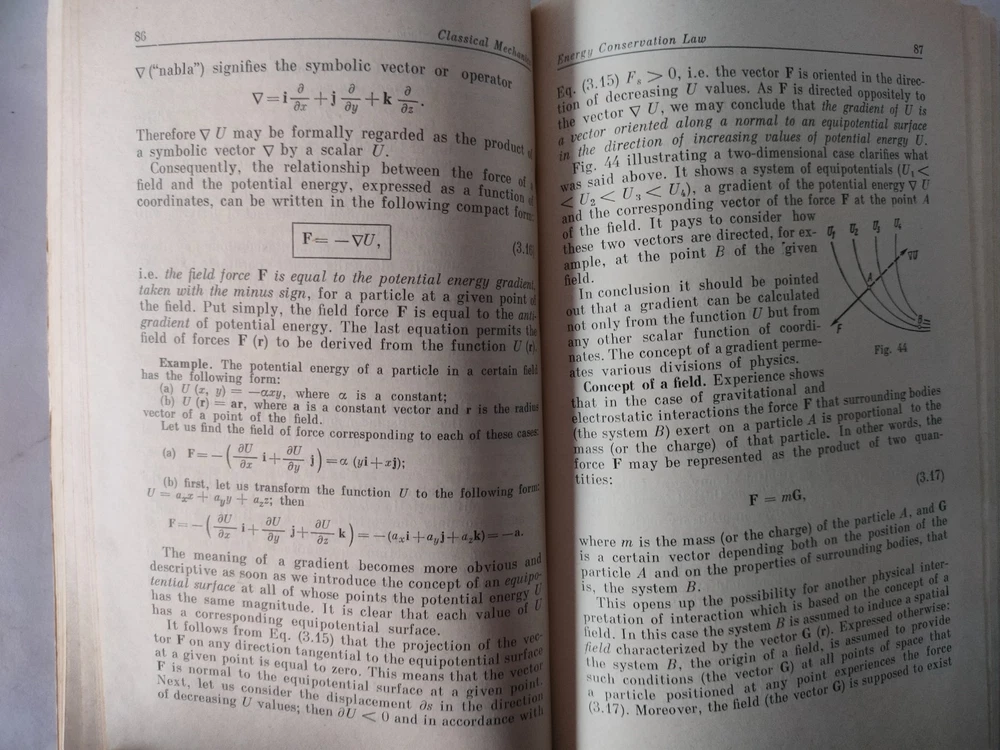 86
Classical Mechanics
∇ (“nabla”) signifies the symbolic vector or operator
∇ = i ∂/∂x + j ∂/∂y + k ∂/∂z .
Therefore ∇ U may be formally regarded as the product of
a symbolic vector ∇ by a scalar U.
Consequently, the relationship between the force of a
field and the potential energy, expressed as a function of
coordinates, can be written in the following compact form:
F = −∇U, (3.16)
i.e. the field force F is equal to the potential energy gradient,
taken with the minus sign, for a particle at a given point of
the field. Put simply, the field force F is equal to the anti-
gradient of potential energy. The last equation permits the
field of forces F (r) to be derived from the function U (r).
Example. The potential energy of a particle in a certain field
has the following form:
(a) U (x, y) = −αxy, where α is a constant;
(b) U (r) = ar, where a is a constant vector and r is the radius
vector of a point of the field.
Let us find the field of force corresponding to each of these cases:
(a) F = − (∂U/∂x i + ∂U/∂y j) = α (yi + xj);
(b) first, let us transform the function U to the following form:
U = aₓx + a_y y + a_z z; then
F = − (∂U/∂x i + ∂U/∂y j + ∂U/∂z k) = −(aₓi + a_y j + a_z k) = −a.
The meaning of a gradient becomes more obvious and
descriptive as soon as we introduce the concept of an equipo-
tential surface at all of whose points the potential energy U
has the same magnitude. It is clear that each value of U
has a corresponding equipotential surface.
It follows from Eq. (3.15) that the projection of the vec-
tor F on any direction tangential to the equipotential surface
at a given point is equal to zero. This means that the vector
F is normal to the equipotential surface at a given point.
Next, let us consider the displacement ∂s in the direction
of decreasing U values; then ∂U < 0 and in accordance with
Energy Conservation Law
87
Eq. (3.15) Fₛ > 0, i.e. the vector F is oriented in the direc-
tion of decreasing U values. As F is directed oppositely to
the vector ∇ U, we may conclude that the gradient of U is
a vector oriented along a normal to an equipotential surface
in the direction of increasing values of potential energy U.
Fig. 44 illustrating a two-dimensional case clarifies what
was said above. It shows a system of equipotentials (U₁ <
< U₂ < U₃ < U₄), a gradient of the potential energy ∇ U
and the corresponding vector of the force F at the point A
of the field. It pays to consider how
these two vectors are directed, for ex-
ample, at the point B of the given
field.
In conclusion it should be pointed
out that a gradient can be calculated
not only from the function U but from
any other scalar function of coordi-
nates. The concept of a gradient perme-
ates various divisions of physics.
U₁ U₂ U₃ U₄
∇U
A
B
F
Fig. 44
Concept of a field. Experience shows
that in the case of gravitational and
electrostatic interactions the force F that surrounding bodies
(the system B) exert on a particle A is proportional to the
mass (or the charge) of that particle. In other words, the
force F may be represented as the product of two quan-
tities:
F = mG, (3.17)
where m is the mass (or the charge) of the particle A, and G
is a certain vector depending both on the position of the
particle A and on the properties of surrounding bodies, that
is, the system B.
This opens up the possibility for another physical inter-
pretation of interaction which is based on the concept of a
field. In this case the system B is assumed to induce a spatial
field characterized by the vector G (r). Expressed otherwise:
the system B, the origin of a field, is assumed to provide
such conditions (the vector G) at all points of space that
a particle positioned at any point experiences the force
(3.17). Moreover, the field (the vector G) is supposed to exist